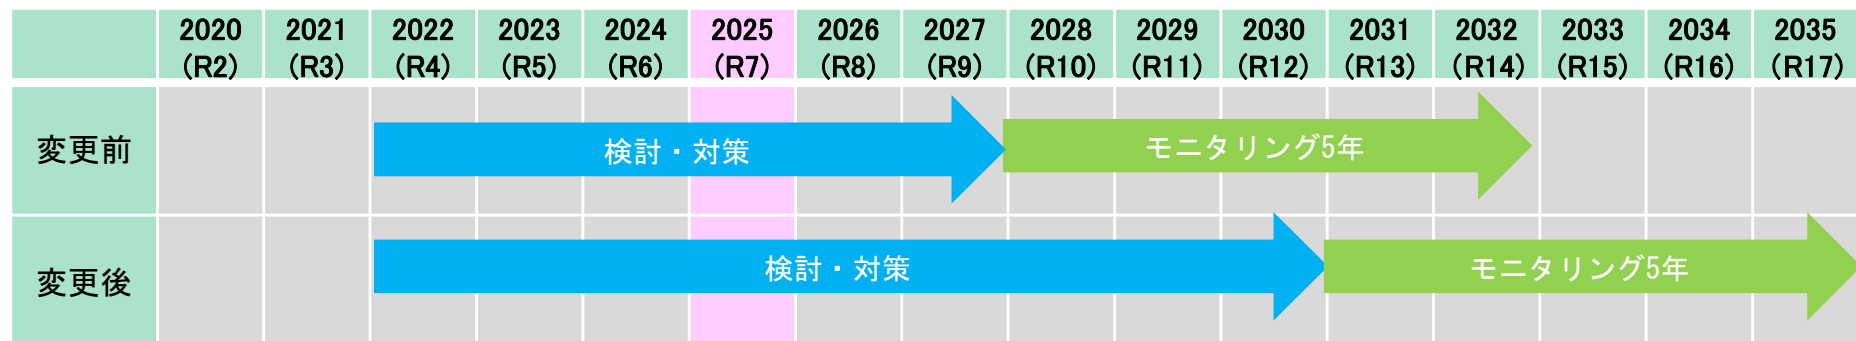 2020 2021 2022 2023 2024 2025 2026 2027 2028 2029 2030 2031 2032 2033 2034 2035
(R2) (R3) (R4) (R5) (R6) (R7) (R8) (R9) (R10) (R11) (R12) (R13) (R14) (R15) (R16) (R17)
変更前 検討・対策 モニタリング5年
変更後 検討・対策 モニタリング5年